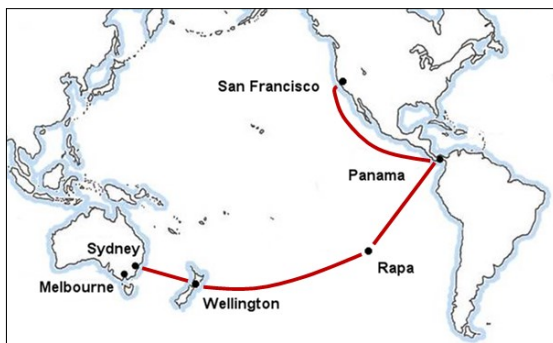 San Francisco
Panama
Sydney
Rapa
Melbourne
Wellington